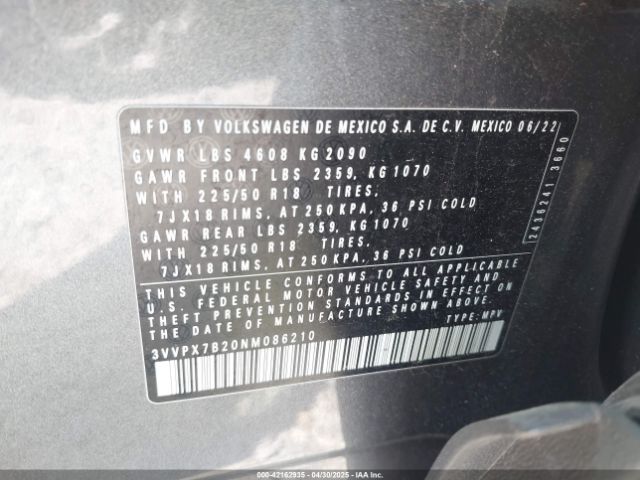 MFD. BY VOLKSWAGEN DE MEXICO S.A. DE C.V. MEXICO 06/22
GVWR LBS 4608 KG 2090
GAWR FRONT LBS 2359, KG 1070
WITH 225/50 R18 TIRES.
7JX18 RIMS, AT 250 KPA, 36 PSI COLD
GAWR REAR LBS 2359, KG 1070
WITH 225/50 R18 TIRES.
7JX18 RIMS, AT 250 KPA, 36 PSI COLD
THIS VEHICLE CONFORMS TO ALL APPLICABLE
U.S. FEDERAL MOTOR VEHICLE SAFETY AND
THEFT PREVENTION STANDARDS IN EFFECT ON
THE DATE OF MANUFACTURE SHOWN ABOVE.
3VVPX7B20NM086210 TYPE: MPV
2436241 3660
000-42162935 - 04/30/2025 - IAAI